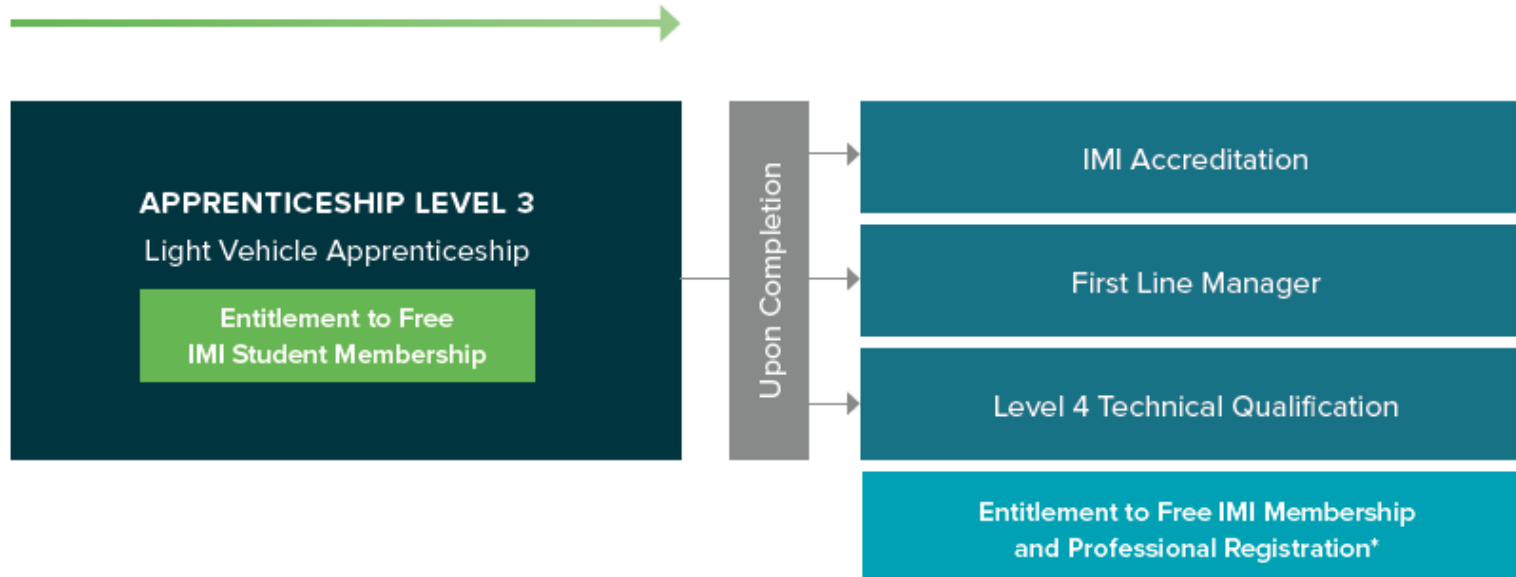 APPRENTICESHIP LEVEL 3
Light Vehicle Apprenticeship
Entitlement to Free
IMI Student Membership
Upon Completion
IMI Accreditation
First Line Manager
Level 4 Technical Qualification
Entitlement to Free IMI Membership
and Professional Registration*